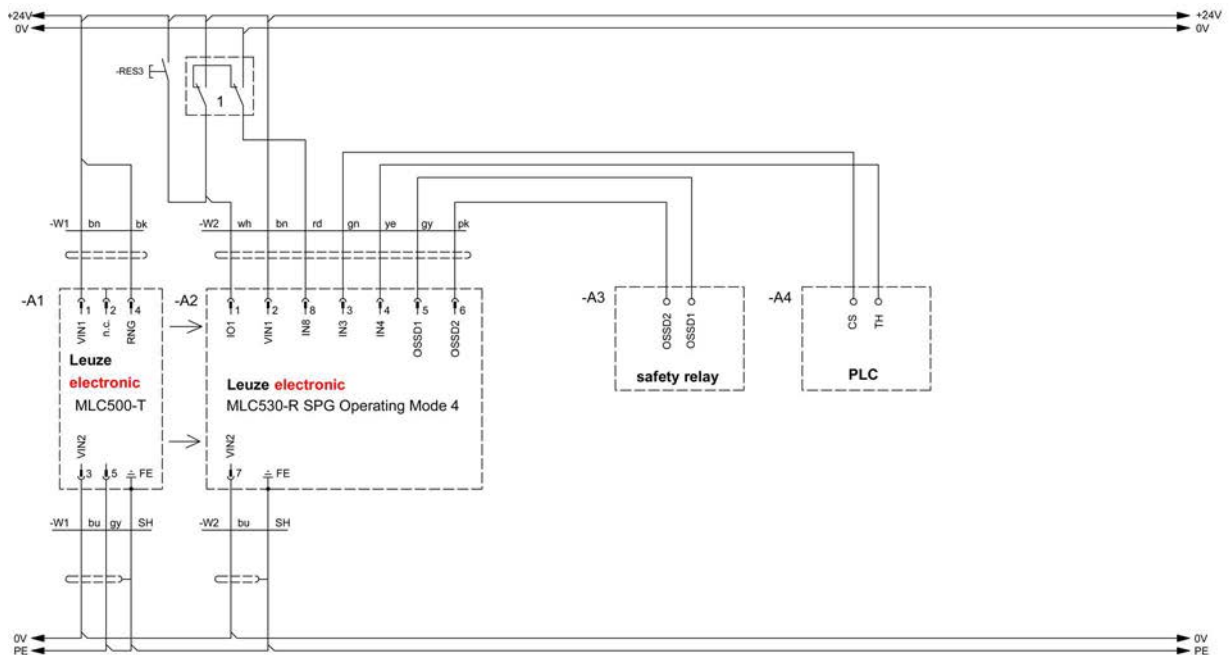 +24V +24V
0V 0V
-RES3
1
-W1 bn bk -W2 wh bn rd gn ye gy pk
-A1 -A2 -A3 -A4
1 2 4 1 2 8 3 4 5 6
VIN1 n.c. RNG IO1 VIN1 IN8 IN3 IN4 OSSD1 OSSD2 OSSD2 OSSD1 CS TH
Leuze
electronic
MLC500-T
Leuze electronic
MLC530-R SPG Operating Mode 4
safety relay
PLC
VIN2 VIN2
3 5 FE 7 FE
-W1 bu gy SH -W2 bu SH
0V 0V
PE PE